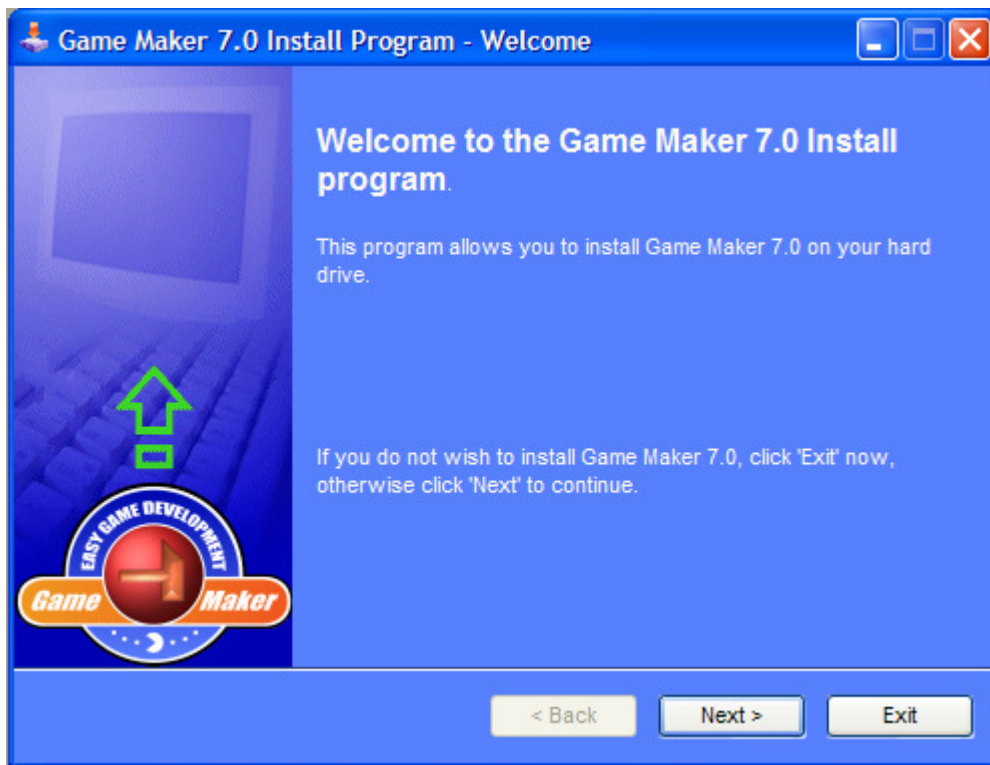 Game Maker 7.0 Install Program - Welcome
Welcome to the Game Maker 7.0 Install
program.
This program allows you to install Game Maker 7.0 on your hard
drive.
If you do not wish to install Game Maker 7.0, click 'Exit' now,
otherwise click 'Next' to continue.
EASY GAME DEVELOPMENT
Game Maker
< Back Next > Exit